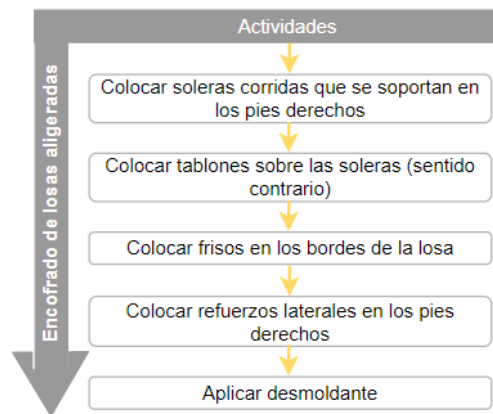 Actividades
Encofrado de losas aligeradas
Colocar soleras corridas que se soportan en
los pies derechos
Colocar tablones sobre las soleras (sentido
contrario)
Colocar frisos en los bordes de la losa
Colocar refuerzos laterales en los pies
derechos
Aplicar desmoldante